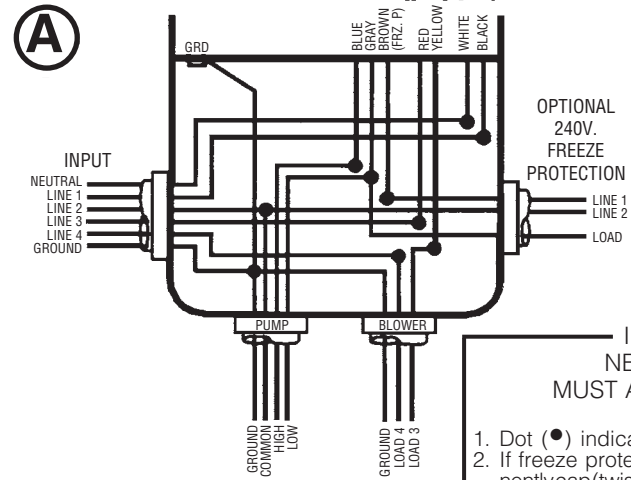 A
GRD
BLUE
GRAY
BROWN
(FRZ. P)
RED
YELLOW
WHITE
BLACK
OPTIONAL
240V.
FREEZE
PROTECTION
INPUT
NEUTRAL
LINE 1
LINE 2
LINE 3
LINE 4
GROUND
LINE 1
LINE 2
LOAD
PUMP
BLOWER
GROUND
COMMON
HIGH
LOW
GROUND
LOAD 4
LOAD 3
I
NE
MUST A
1. Dot (●) indica
2. If freeze prote